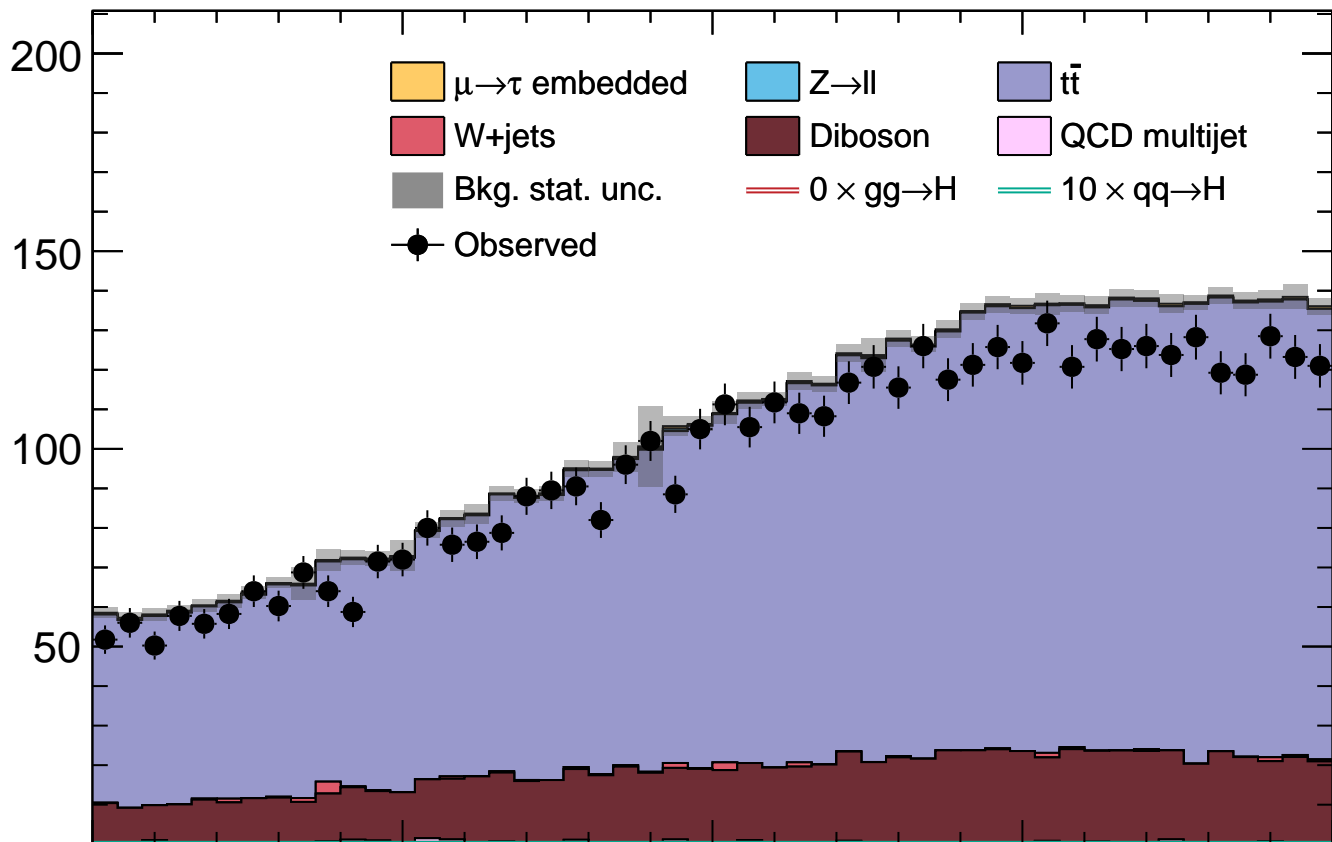 200
μ→τ embedded Z→ll tt̄
W+jets Diboson QCD multijet
Bkg. stat. unc. 0 × gg→H 10 × qq→H
150
Observed
100
50